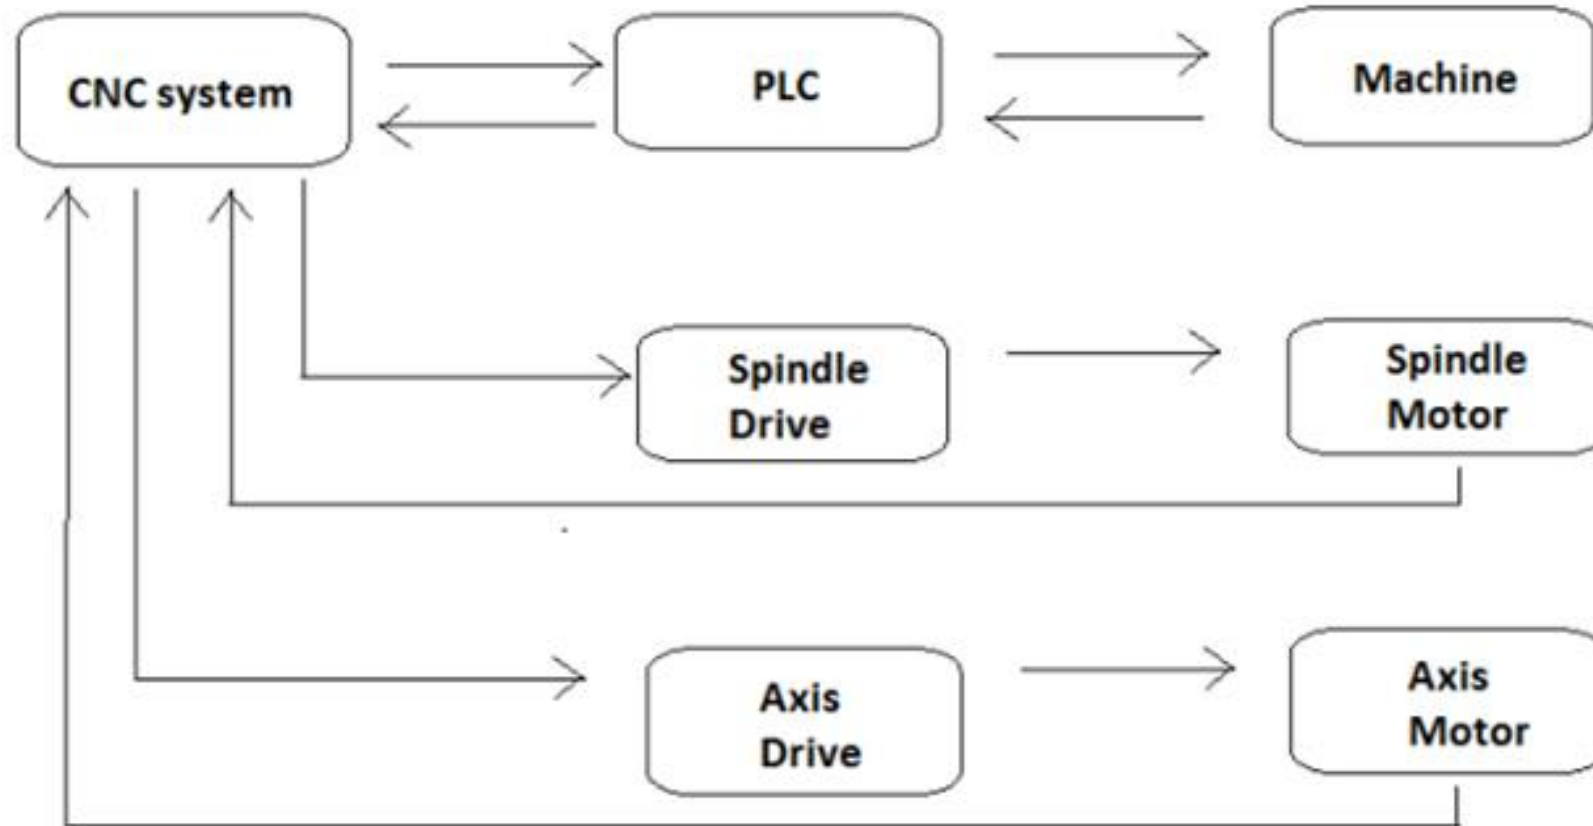 CNC system
PLC
Machine
Spindle
Drive
Spindle
Motor
Axis
Drive
Axis
Motor